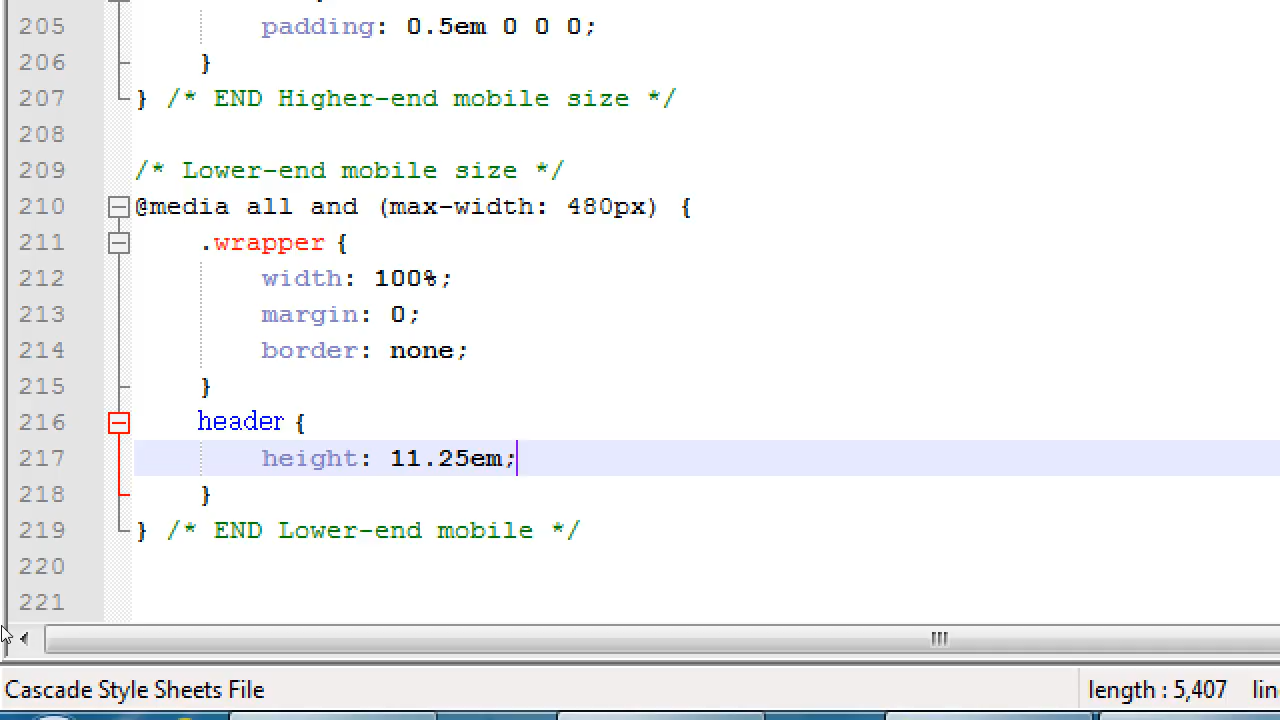 205 padding: 0.5em 0 0 0;
206 }
207 } /* END Higher-end mobile size */
208
209 /* Lower-end mobile size */
210 @media all and (max-width: 480px) {
211 .wrapper {
212 width: 100%;
213 margin: 0;
214 border: none;
215 }
216 header {
217 height: 11.25em;
218 }
219 } /* END Lower-end mobile */
220
221
Cascade Style Sheets File length : 5,407 lin